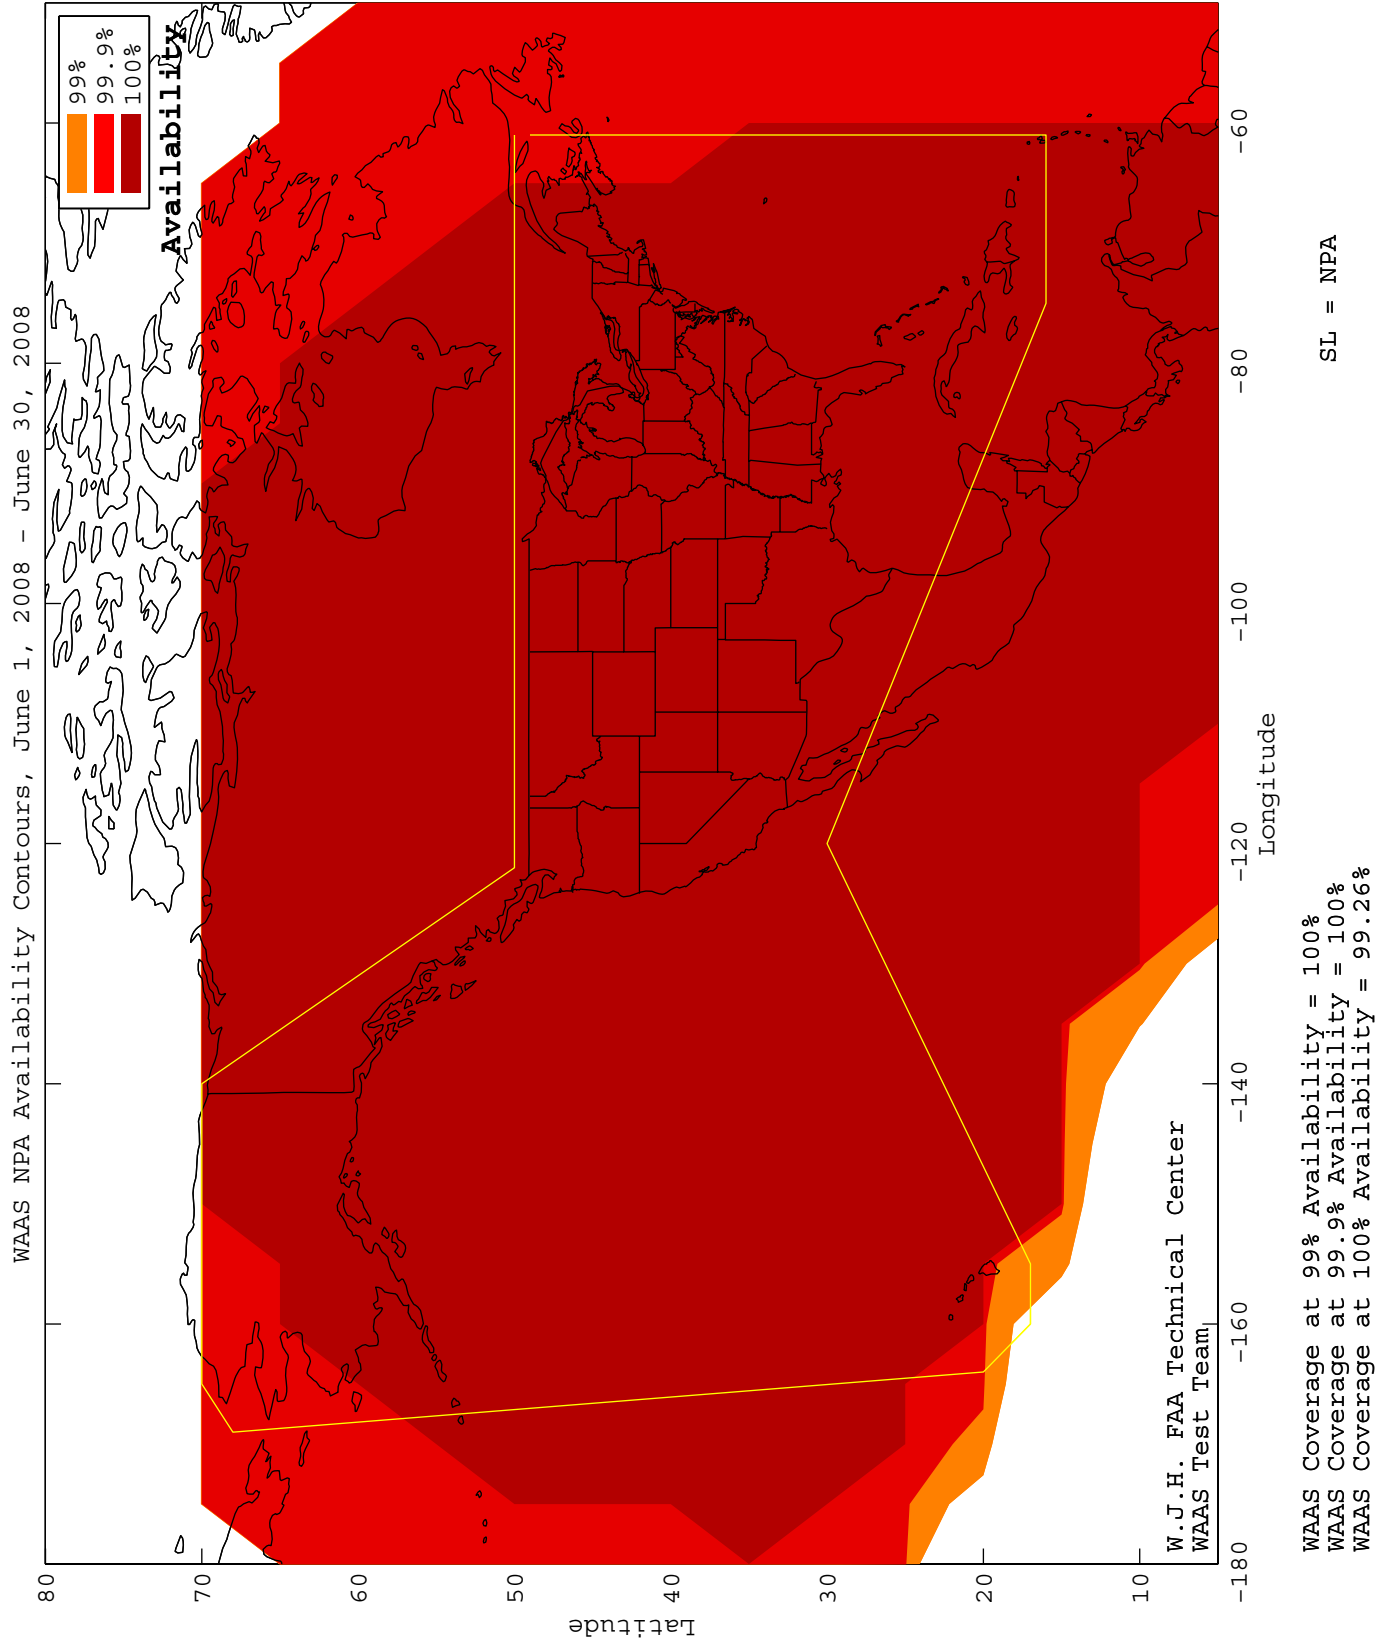 WAAS NPA Availability Contours, June 1, 2008 - June 30, 2008
99%
99.9%
100%
Availability
80
70
60
50
40
30
20
10
Latitude
W.J.H. FAA Technical Center
WAAS Test Team
-180
-160
-140
-120
-100
-80
-60
Longitude
SL = NPA
WAAS Coverage at 99% Availability = 100%
WAAS Coverage at 99.9% Availability = 100%
WAAS Coverage at 100% Availability = 99.26%